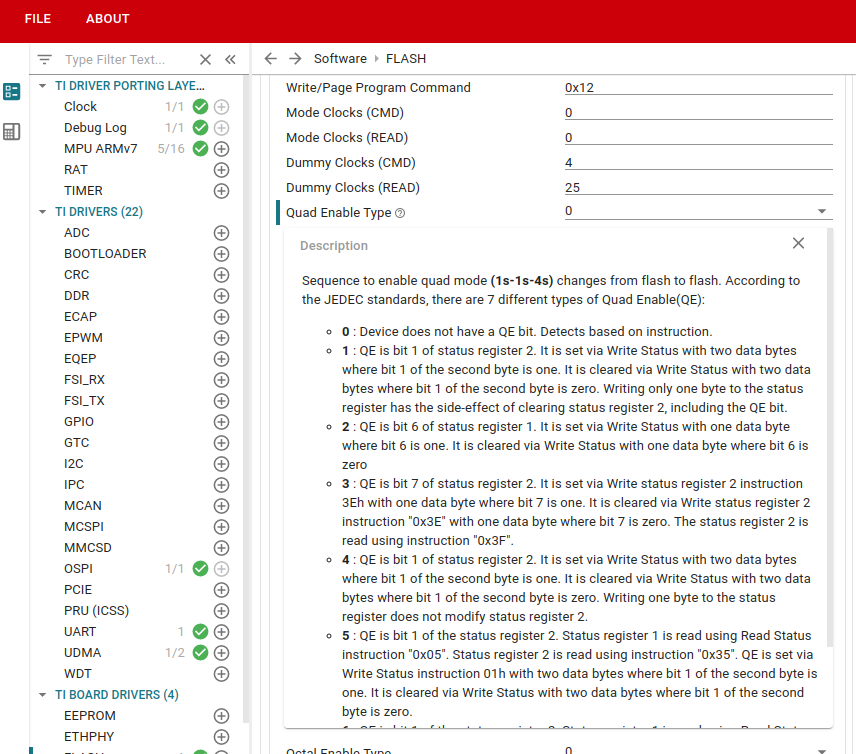 FILE ABOUT
Type Filter Text...
TI DRIVER PORTING LAYE...
Clock 1/1
Debug Log 1/1
MPU ARMv7 5/16
RAT
TIMER
TI DRIVERS (22)
ADC
BOOTLOADER
CRC
DDR
ECAP
EPWM
EQEP
FSI_RX
FSI_TX
GPIO
GTC
I2C
IPC
MCAN
MCSPI
MMCSD
OSPI 1/1
PCIE
PRU (ICSS)
UART 1
UDMA 1/2
WDT
TI BOARD DRIVERS (4)
EEPROM
ETHPHY
Software › FLASH
Write/Page Program Command 0x12
Mode Clocks (CMD) 0
Mode Clocks (READ) 0
Dummy Clocks (CMD) 4
Dummy Clocks (READ) 25
Quad Enable Type 0
Description
Sequence to enable quad mode (1s-1s-4s) changes from flash to flash. According to
the JEDEC standards, there are 7 different types of Quad Enable(QE):
0 : Device does not have a QE bit. Detects based on instruction.
1 : QE is bit 1 of status register 2. It is set via Write Status with two data bytes
where bit 1 of the second byte is one. It is cleared via Write Status with two data
bytes where bit 1 of the second byte is zero. Writing only one byte to the status
register has the side-effect of clearing status register 2, including the QE bit.
2 : QE is bit 6 of status register 1. It is set via Write Status with one data byte
where bit 6 is one. It is cleared via Write Status with one data byte where bit 6 is
zero
3 : QE is bit 7 of status register 2. It is set via Write status register 2 instruction
3Eh with one data byte where bit 7 is one. It is cleared via Write status register 2
instruction "0x3E" with one data byte where bit 7 is zero. The status register 2 is
read using instruction "0x3F".
4 : QE is bit 1 of status register 2. It is set via Write Status with two data bytes
where bit 1 of the second byte is one. It is cleared via Write Status with two data
bytes where bit 1 of the second byte is zero. Writing one byte to the status
register does not modify status register 2.
5 : QE is bit 1 of the status register 2. Status register 1 is read using Read Status
instruction "0x05". Status register 2 is read using instruction "0x35". QE is set via
Write Status instruction 01h with two data bytes where bit 1 of the second byte is
one. It is cleared via Write Status with two data bytes where bit 1 of the second
byte is zero.
Octal Enable Type 0